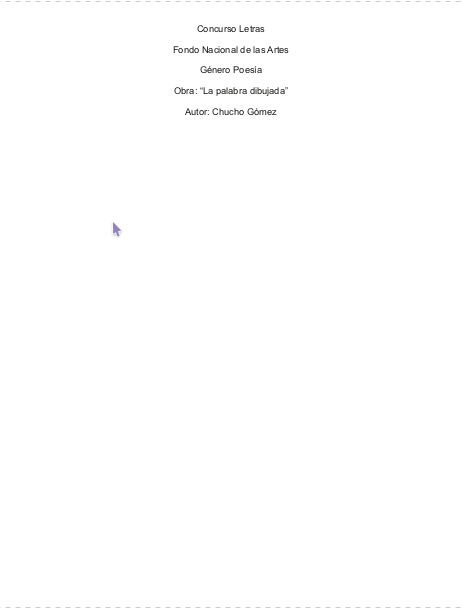 Concurso Letras
Fondo Nacional de las Artes
Género Poesía
Obra: “La palabra dibujada”
Autor: Chucho Gómez